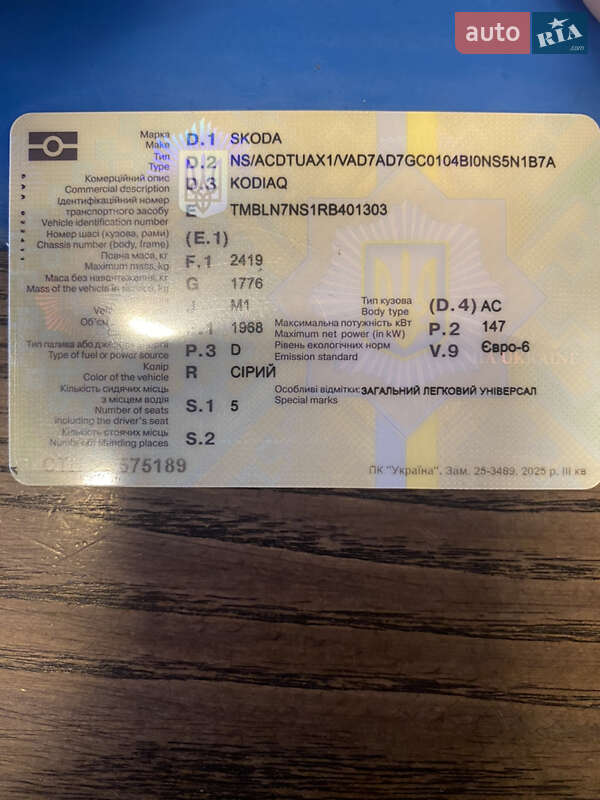 auto RIA .com
Марка D.1 SKODA
Make
Тип D.2 NS/ACDTUAX1/VAD7AD7GC0104BI0NS5N1B7A
Type
Комерційний опис D.3 KODIAQ
Commercial description
Ідентифікаційний номер
транспортного засобу E TMBLN7NS1RB401303
Vehicle identification number
Номер шасі (кузова, рами) (E.1)
Chassis number (body, frame)
Повна маса, кг F.1 2419
Maximum mass, kg
Маса без навантаження, кг G 1776
Mass of the vehicle in service, kg
J M1 Тип кузова (D.4) AC
Body type
.1 1968 Максимальна потужність кВт P.2 147
Maximum net power (in kW)
Тип палива або джерело P.3 D Рівень екологічних норм V.9 Євро-6
Type of fuel or power source Emission standard
Колір R СІРИЙ
Color of the vehicle
Кількість сидячих місць Особливі відмітки: ЗАГАЛЬНИЙ ЛЕГКОВИЙ УНІВЕРСАЛ
з місцем водія S.1 5 Special marks
Number of seats
including the driver's seat
Кількість стоячих місць S.2
Number of standing places
575189
ПК "Україна". Зам. 25-3489. 2025 р. III кв.